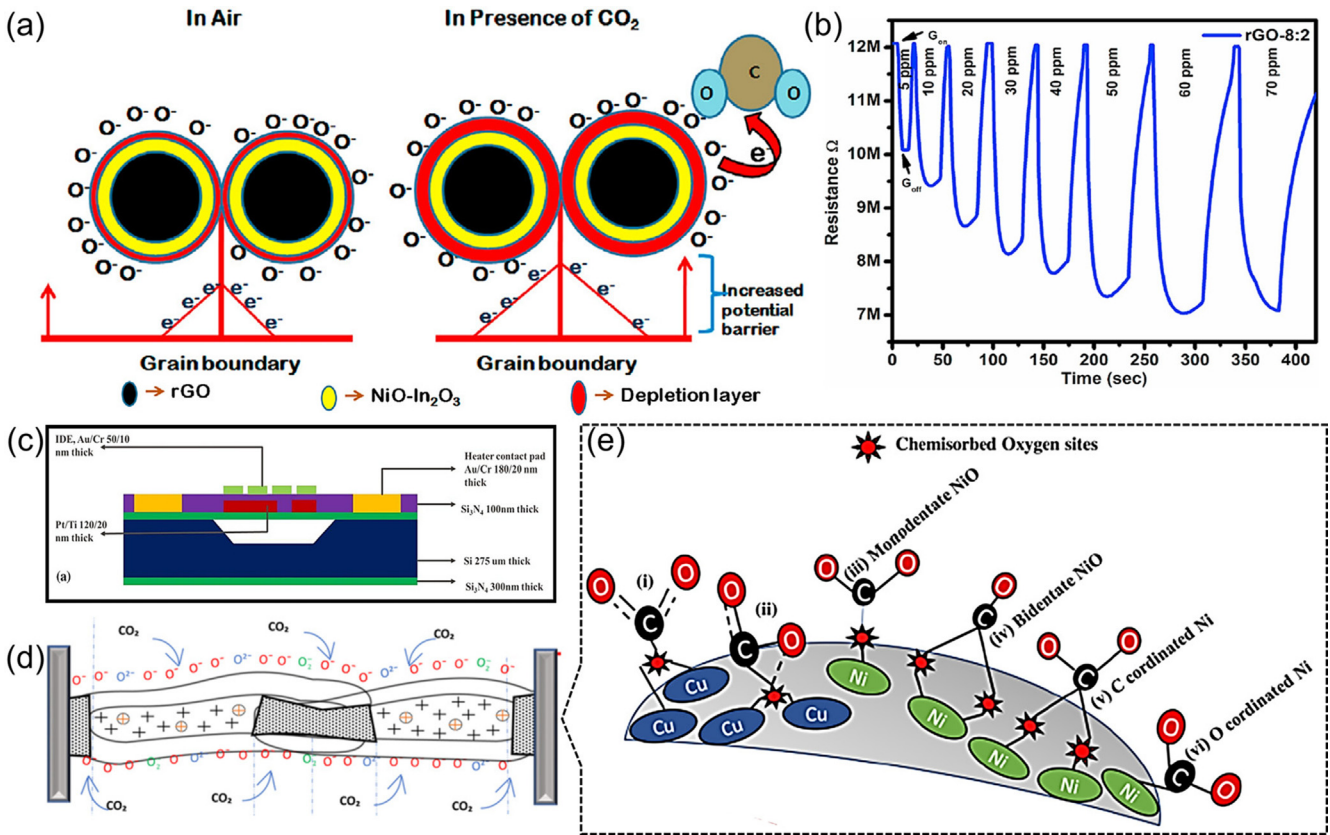 (a)
In Air
In Presence of CO₂
C
O
O
O⁻ O⁻ O⁻ O⁻ O⁻ O⁻ O⁻ O⁻
e⁻
e⁻ e⁻
e⁻ e⁻
e⁻ e⁻
e⁻ e⁻
e⁻ e⁻
Increased
potential
barrier
Grain boundary
Grain boundary
→ rGO
→ NiO-In₂O₃
→ Depletion layer
(b)
rGO-8:2
Gon
Goff
5 ppm
10 ppm
20 ppm
30 ppm
40 ppm
50 ppm
60 ppm
70 ppm
12M
11M
10M
9M
8M
7M
Resistance Ω
0 50 100 150 200 250 300 350 400
Time (sec)
(c)
IDE, Au/Cr 50/10
nm thick
Heater contact pad
Au/Cr 180/20 nm
thick
Si₃N₄ 100nm thick
Pt/Ti 120/20
nm thick
Si 275 um thick
(a)
Si₃N₄ 300nm thick
(d)
CO₂ CO₂ CO₂
O⁻ O⁻ O²⁻ O⁻ O⁻ O₂⁻ O⁻
CO₂ CO₂ CO₂ CO₂
(e)
Chemisorbed Oxygen sites
(i)
O O C
(ii)
O C O
(iii) Monodentate NiO
O C O
(iv) Bidentate NiO
C O
(v) C cordinated Ni
O C O
(vi) O cordinated Ni
O C O
Cu
Cu
Cu
Cu
Ni
Ni
Ni
Ni
Ni